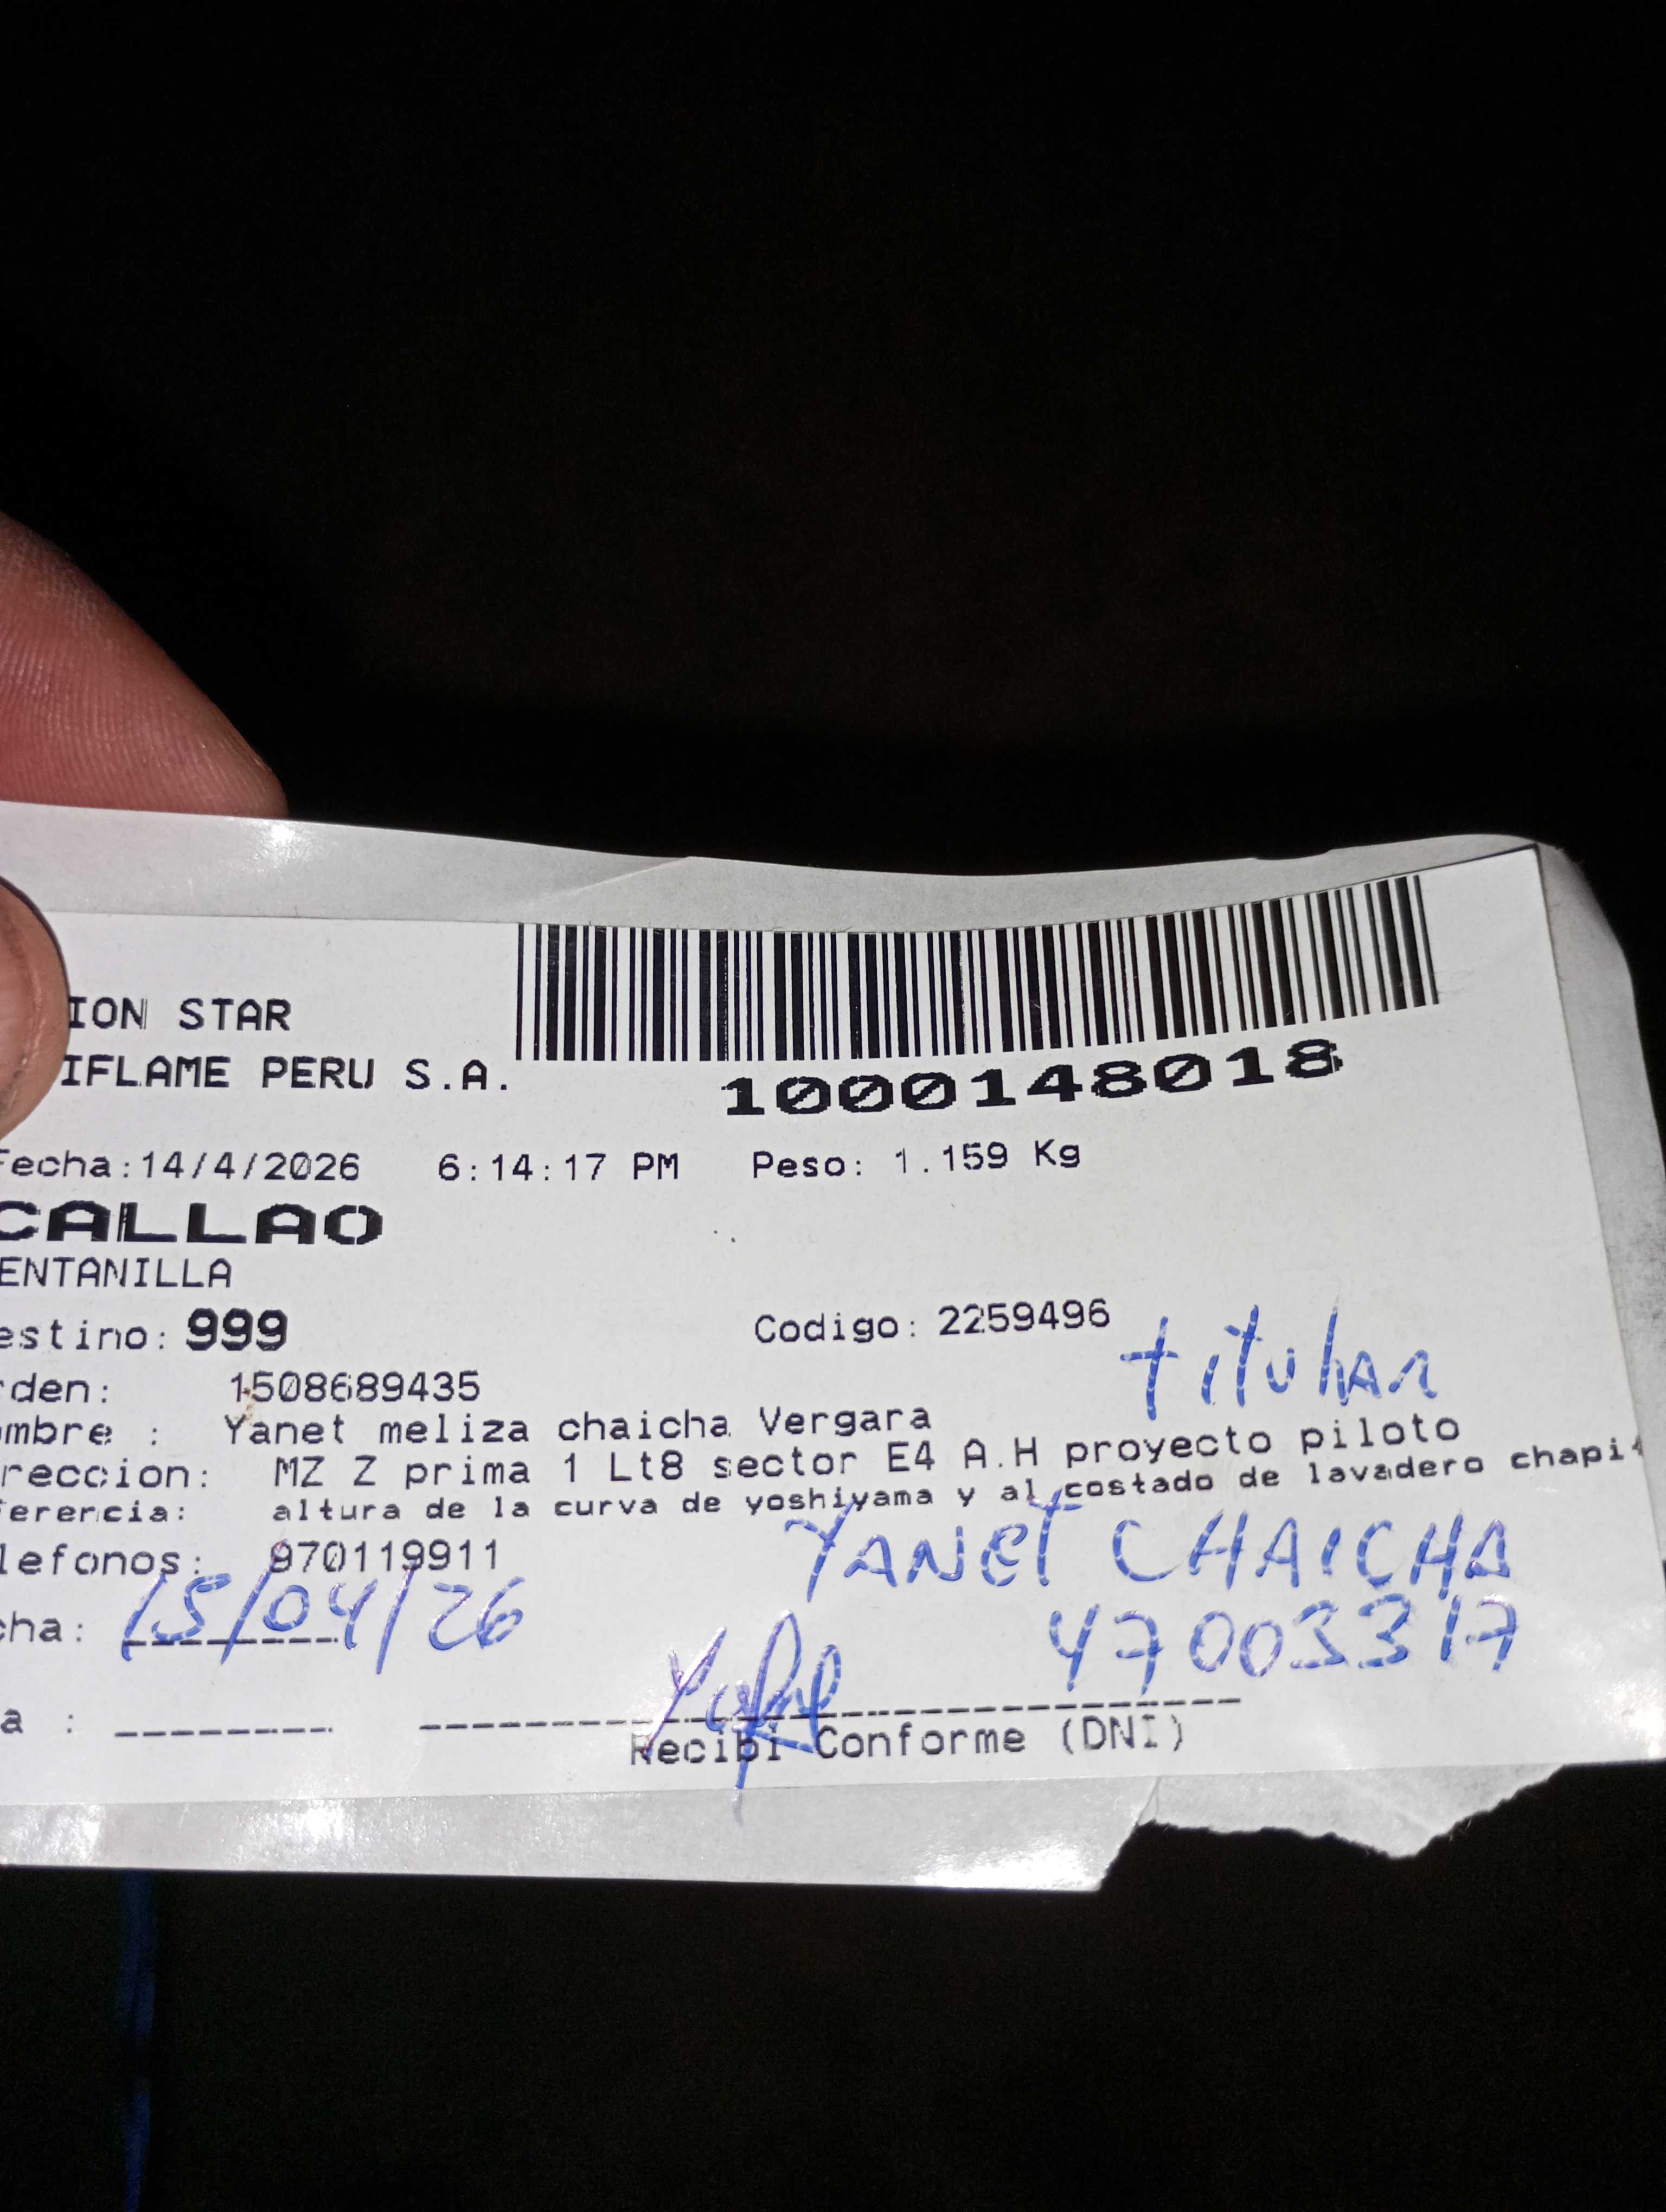 ION STAR
IFLAME PERU S.A.
1000148018
Fecha:14/4/2026 6:14:17 PM Peso: 1.159 Kg
CALLAO
ENTANILLA
estino: 999 Codigo: 2259496
titular
rden: 1508689435
ombre : Yanet meliza chaicha Vergara
reccion: MZ Z prima 1 Lt8 sector E4 A.H proyecto piloto
ferencia: altura de la curva de yoshiyama y al costado de lavadero chapi
lefonos: 970119911
YANET CHAICHA
cha: 15/04/26
47003317
a :
Recibi Conforme (DNI)